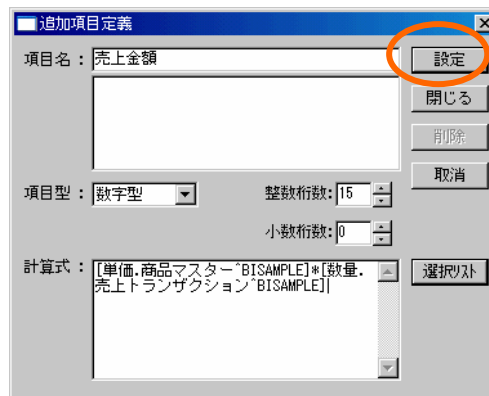 追加項目定義
項目名： 売上金額 設定
閉じる
削除
取消
項目型： 数字型 整数桁数: 15
小数桁数: 0
計算式： [単価.商品マスター^BISAMPLE]*[数量. 選択リスト
売上トランザクション^BISAMPLE]